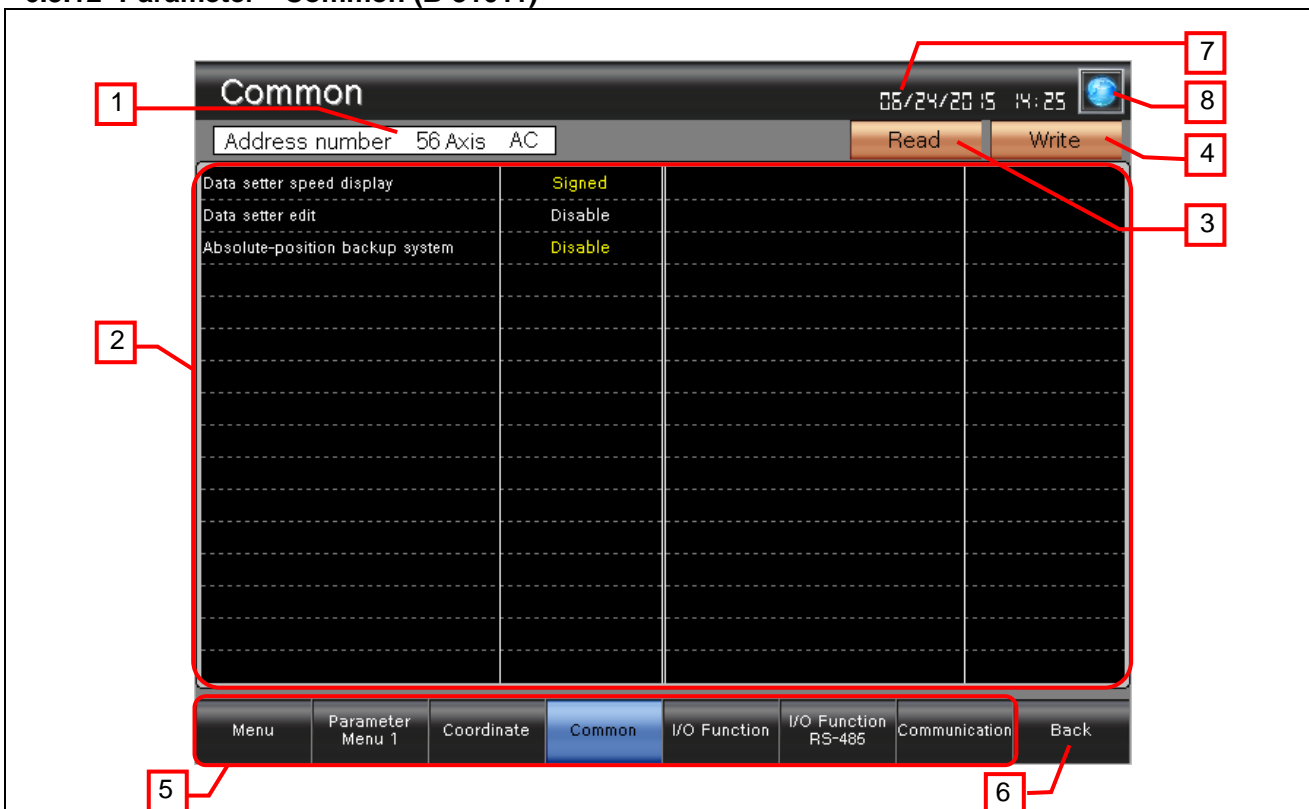 Common
06/24/2015 14:25
Address number 56 Axis AC
Read
Write
Data setter speed display Signed
Data setter edit Disable
Absolute-position backup system Disable
Menu
Parameter
Menu 1
Coordinate
Common
I/O Function
I/O Function
RS-485
Communication
Back
1
2
3
4
5
6
7
8